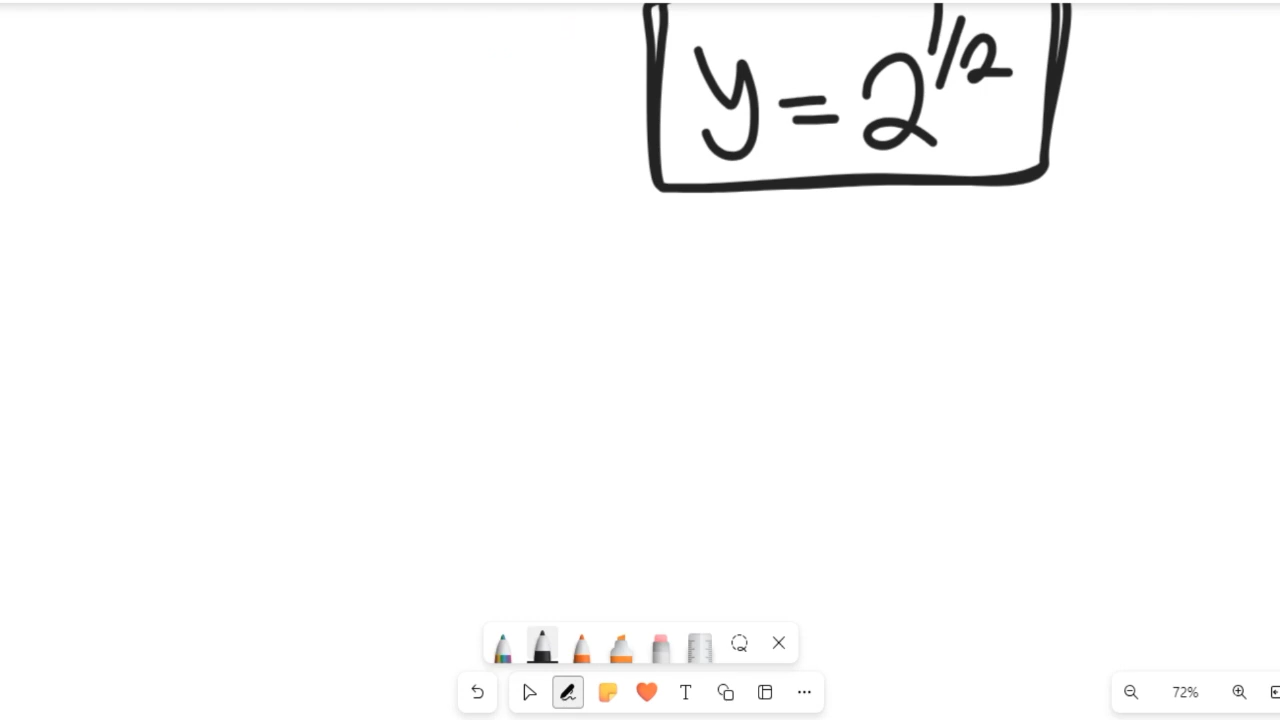 y = 2^1/2
T
72%